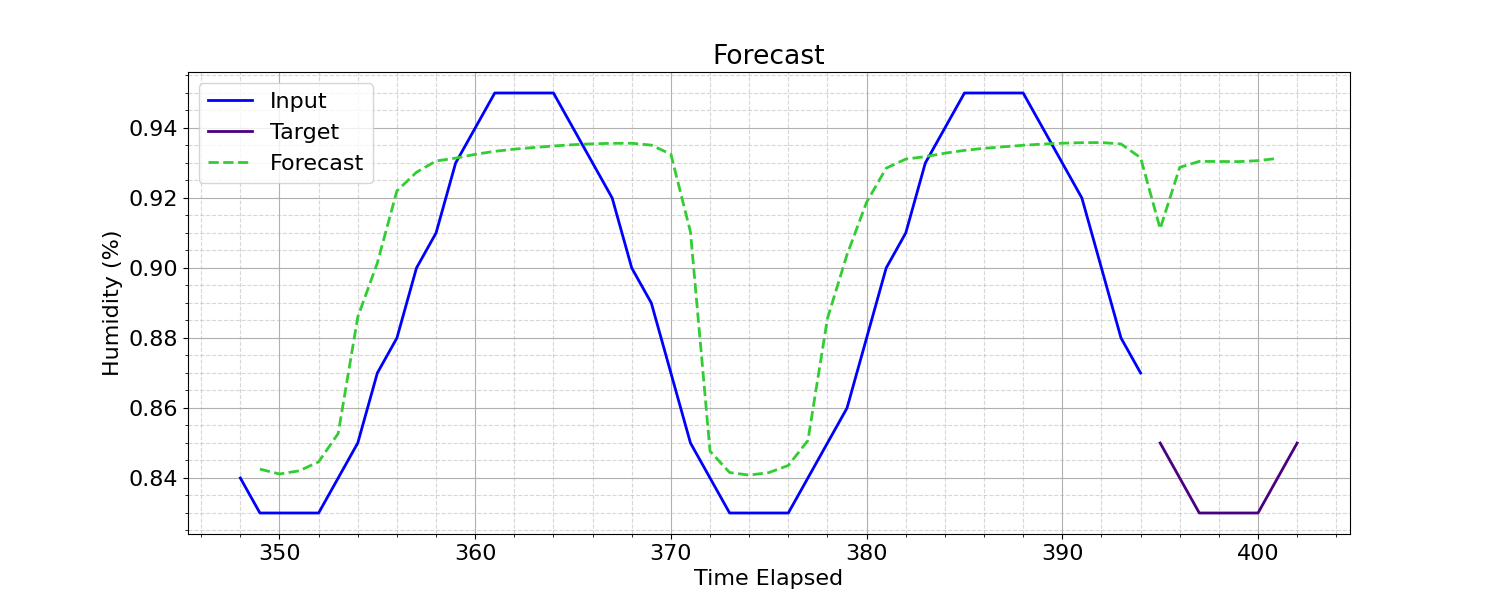 Forecast
Input
Target
Forecast
Humidity (%)
0.94
0.92
0.90
0.88
0.86
0.84
350 360 370 380 390 400
Time Elapsed